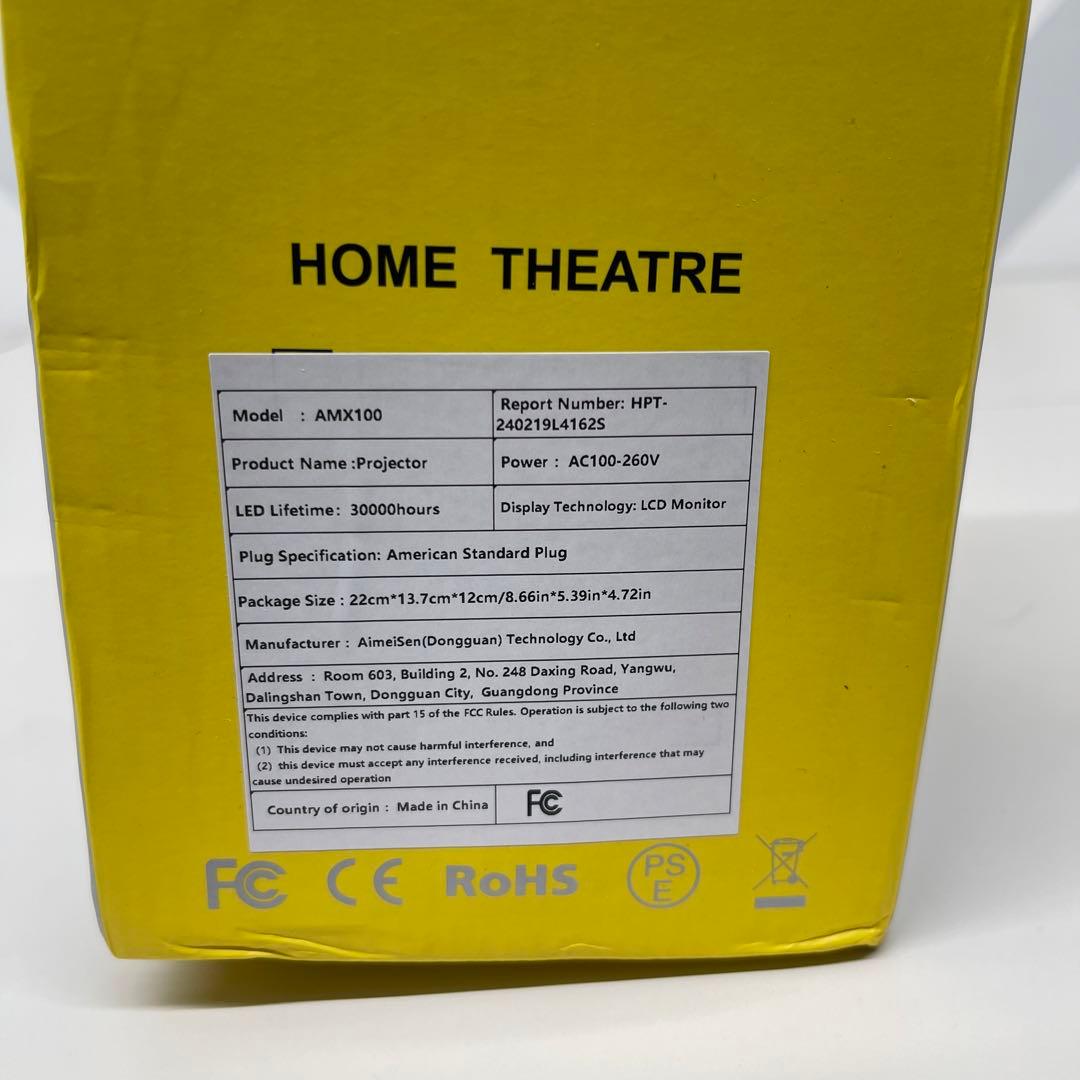 HOME THEATRE
Model : AMX100
Report Number: HPT-
240219L4162S
Product Name :Projector
Power : AC100-260V
LED Lifetime: 30000hours
Display Technology: LCD Monitor
Plug Specification: American Standard Plug
Package Size : 22cm*13.7cm*12cm/8.66in*5.39in*4.72in
Manufacturer : AimeiSen(Dongguan) Technology Co., Ltd
Address : Room 603, Building 2, No. 248 Daxing Road, Yangwu,
Dalingshan Town, Dongguan City, Guangdong Province
This device complies with part 15 of the FCC Rules. Operation is subject to the following two
conditions:
(1) This device may not cause harmful interference, and
(2) this device must accept any interference received, including interference that may
cause undesired operation
Country of origin : Made in China
FC
FC CE RoHS PSE